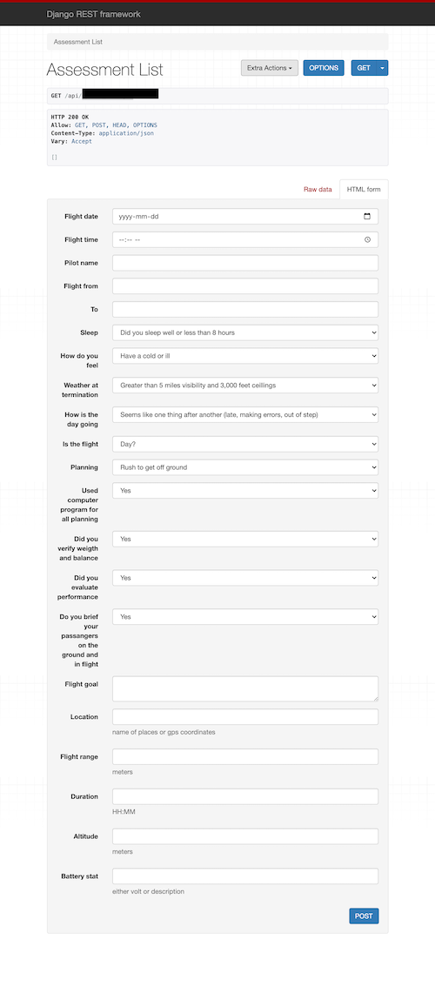 Django REST framework
Assessment List
Assessment List
Extra Actions
OPTIONS
GET
GET /api/
HTTP 200 OK
Allow: GET, POST, HEAD, OPTIONS
Content-Type: application/json
Vary: Accept
[]
Raw data
HTML form
Flight date
yyyy-mm-dd
Flight time
--:-- --
Pilot name
Flight from
To
Sleep
Did you sleep well or less than 8 hours
How do you
feel
Have a cold or ill
Weather at
termination
Greater than 5 miles visibility and 3,000 feet ceillings
How is the
day going
Seems like one thing after another (late, making errors, out of step)
Is the flight
Day?
Planning
Rush to get off ground
Used
computer
program for
all planning
Yes
Did you
verify weigth
and balance
Yes
Did you
evaluate
performance
Yes
Do you brief
your
passangers
on the
ground and
in flight
Yes
Flight goal
Location
name of places or gps coordinates
Flight range
meters
Duration
HH:MM
Altitude
meters
Battery stat
either volt or description
POST